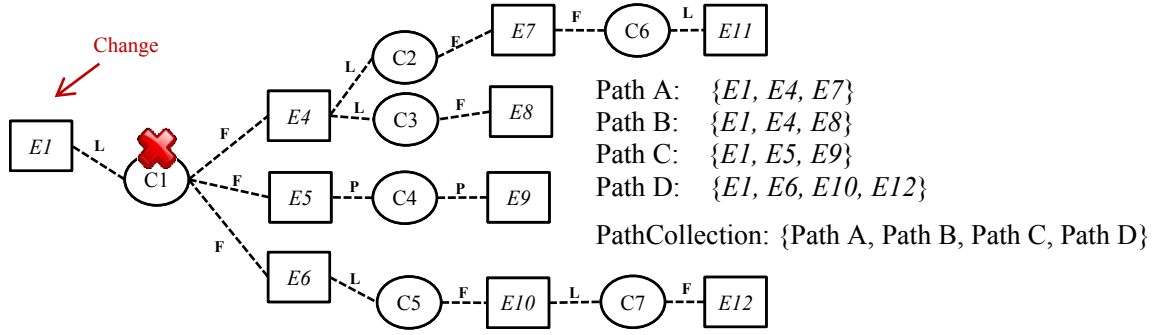 Change
E1
L
C1
F
F
F
E4
L
L
C2
F
E7
F
C6
L
E11
C3
F
E8
E5
P
C4
P
E9
E6
L
C5
F
E10
L
C7
F
E12
Path A: {E1, E4, E7}
Path B: {E1, E4, E8}
Path C: {E1, E5, E9}
Path D: {E1, E6, E10, E12}
PathCollection: {Path A, Path B, Path C, Path D}